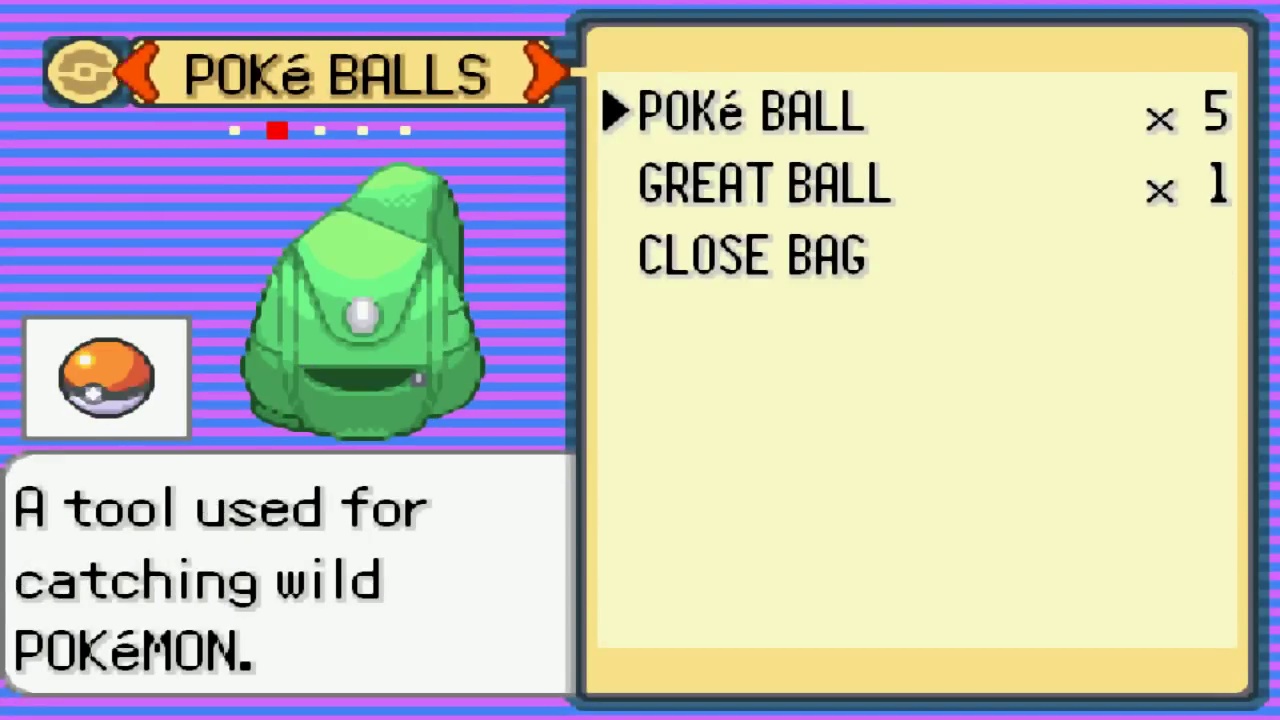 POKé BALLS
POKé BALL × 5
GREAT BALL × 1
CLOSE BAG
A tool used for
catching wild
POKéMON.